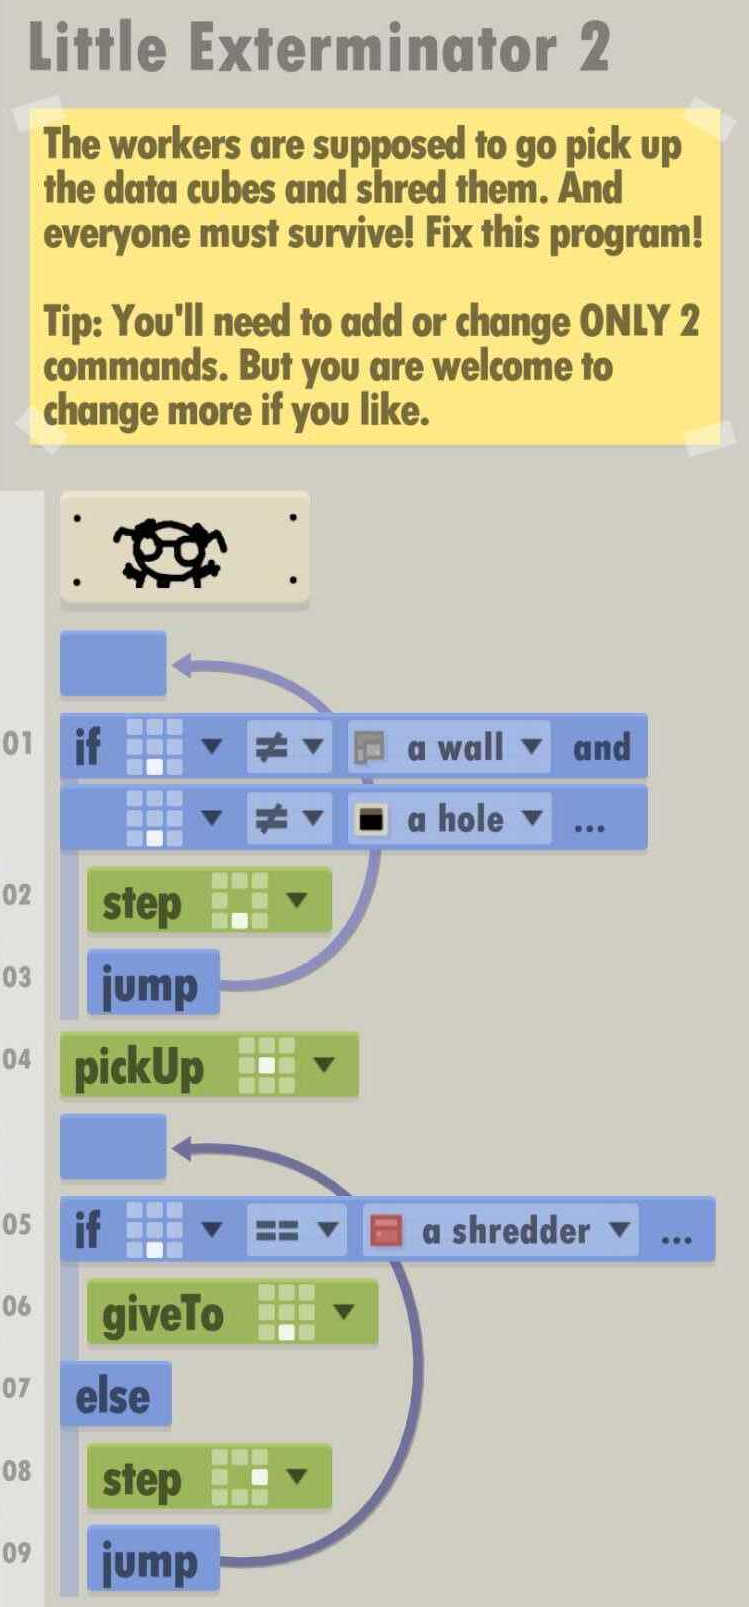 Little Exterminator 2
The workers are supposed to go pick up
the data cubes and shred them. And
everyone must survive! Fix this program!
Tip: You'll need to add or change ONLY 2
commands. But you are welcome to
change more if you like.
01 if ≠ a wall and
≠ a hole ...
02 step
03 jump
04 pickUp
05 if == a shredder ...
06 giveTo
07 else
08 step
09 jump